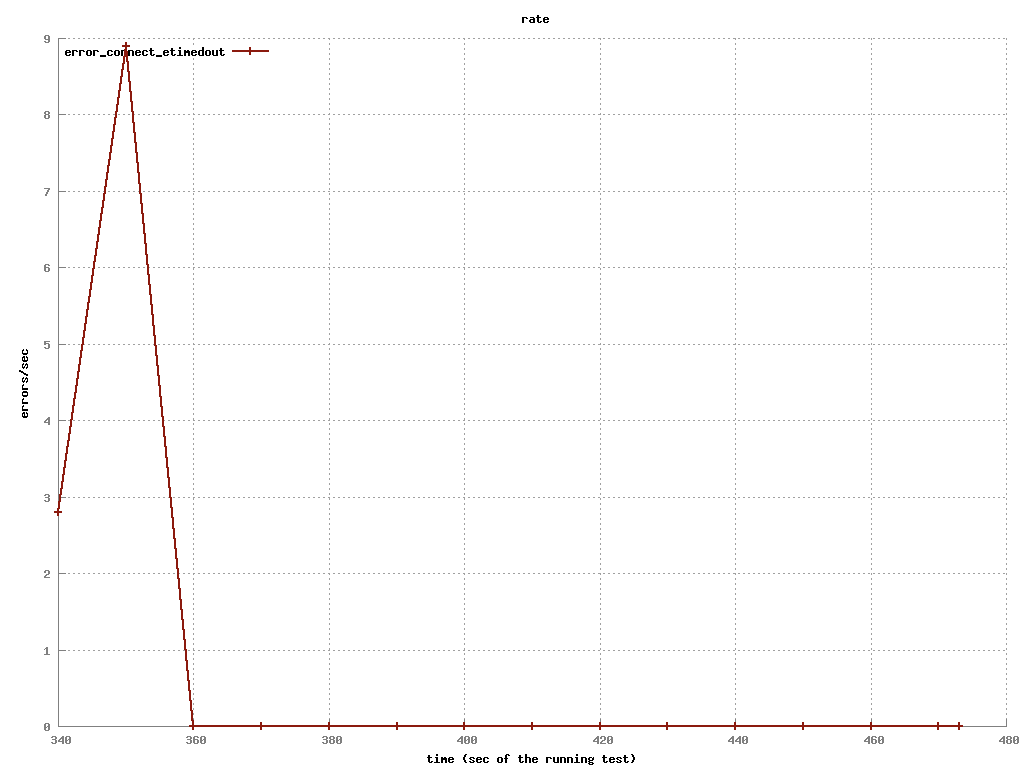 rate
error_connect_etimedout
9
8
7
6
5
4
3
2
1
0
errors/sec
340 360 380 400 420 440 460 480
time (sec of the running test)